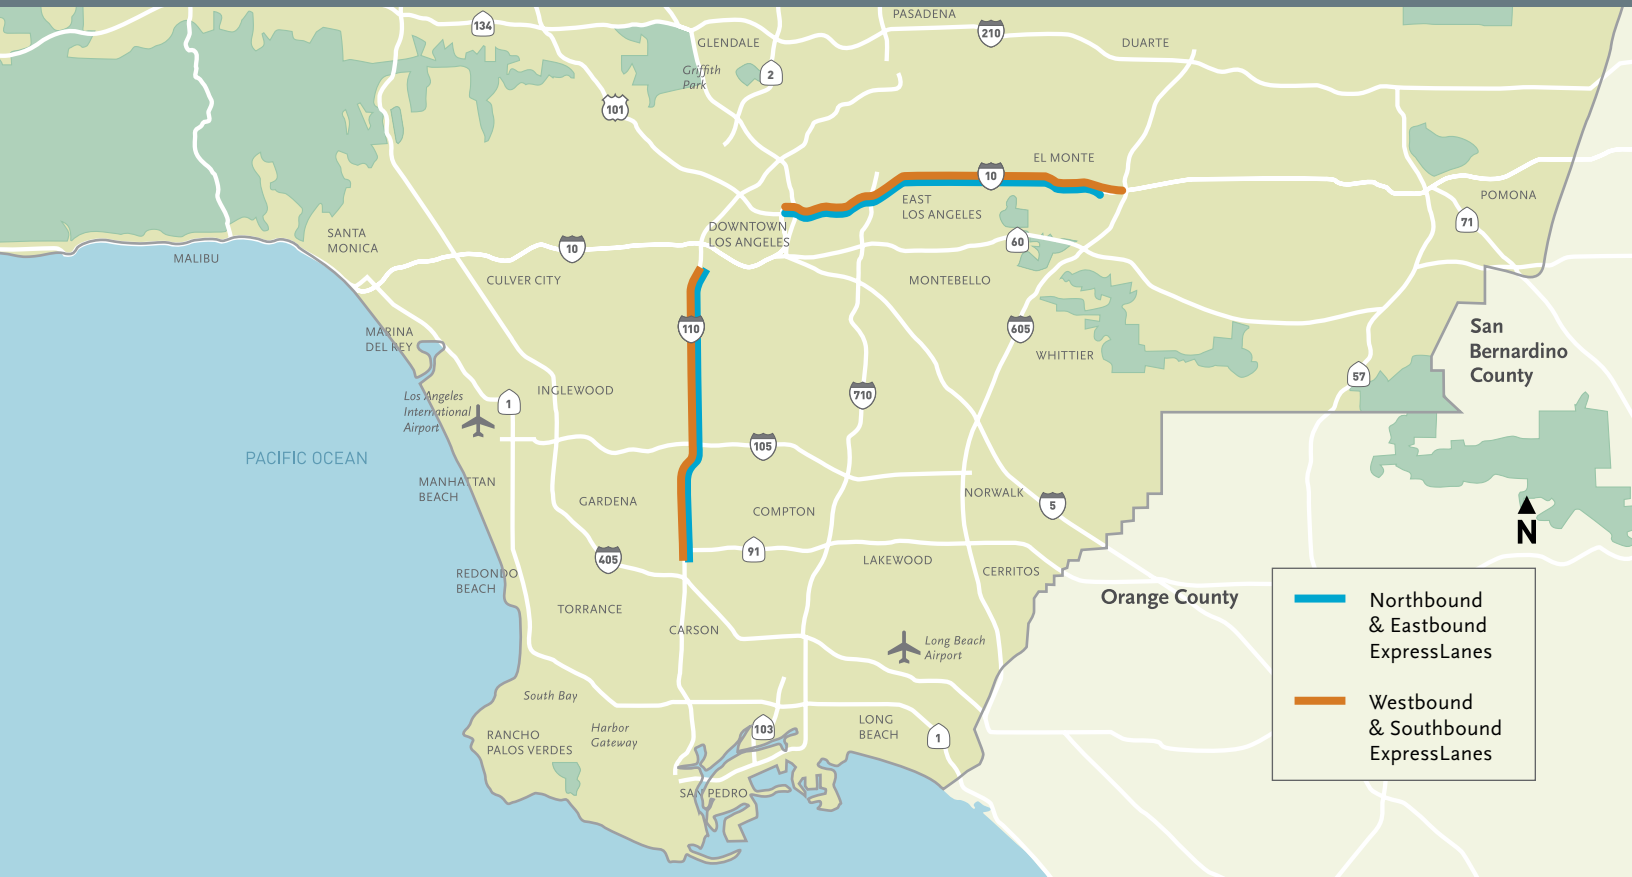 PASADENA
134
210
GLENDALE
DUARTE
Griffith
Park
2
101
EL MONTE
10
EAST
LOS ANGELES
POMONA
71
DOWNTOWN
LOS ANGELES
SANTA
MONICA
60
10
MALIBU
CULVER CITY
MONTEBELLO
MARINA
DEL REY
110
605
San
Bernardino
County
WHITTIER
57
INGLEWOOD
Los Angeles
International
Airport
1
710
105
PACIFIC OCEAN
MANHATTAN
BEACH
GARDENA
COMPTON
NORWALK
5
N
405
91
LAKEWOOD
CERRITOS
REDONDO
BEACH
Orange County
TORRANCE
CARSON
Long Beach
Airport
South Bay
Harbor
Gateway
RANCHO
PALOS VERDES
103
LONG
BEACH
1
SAN PEDRO
Northbound
& Eastbound
ExpressLanes
Westbound
& Southbound
ExpressLanes